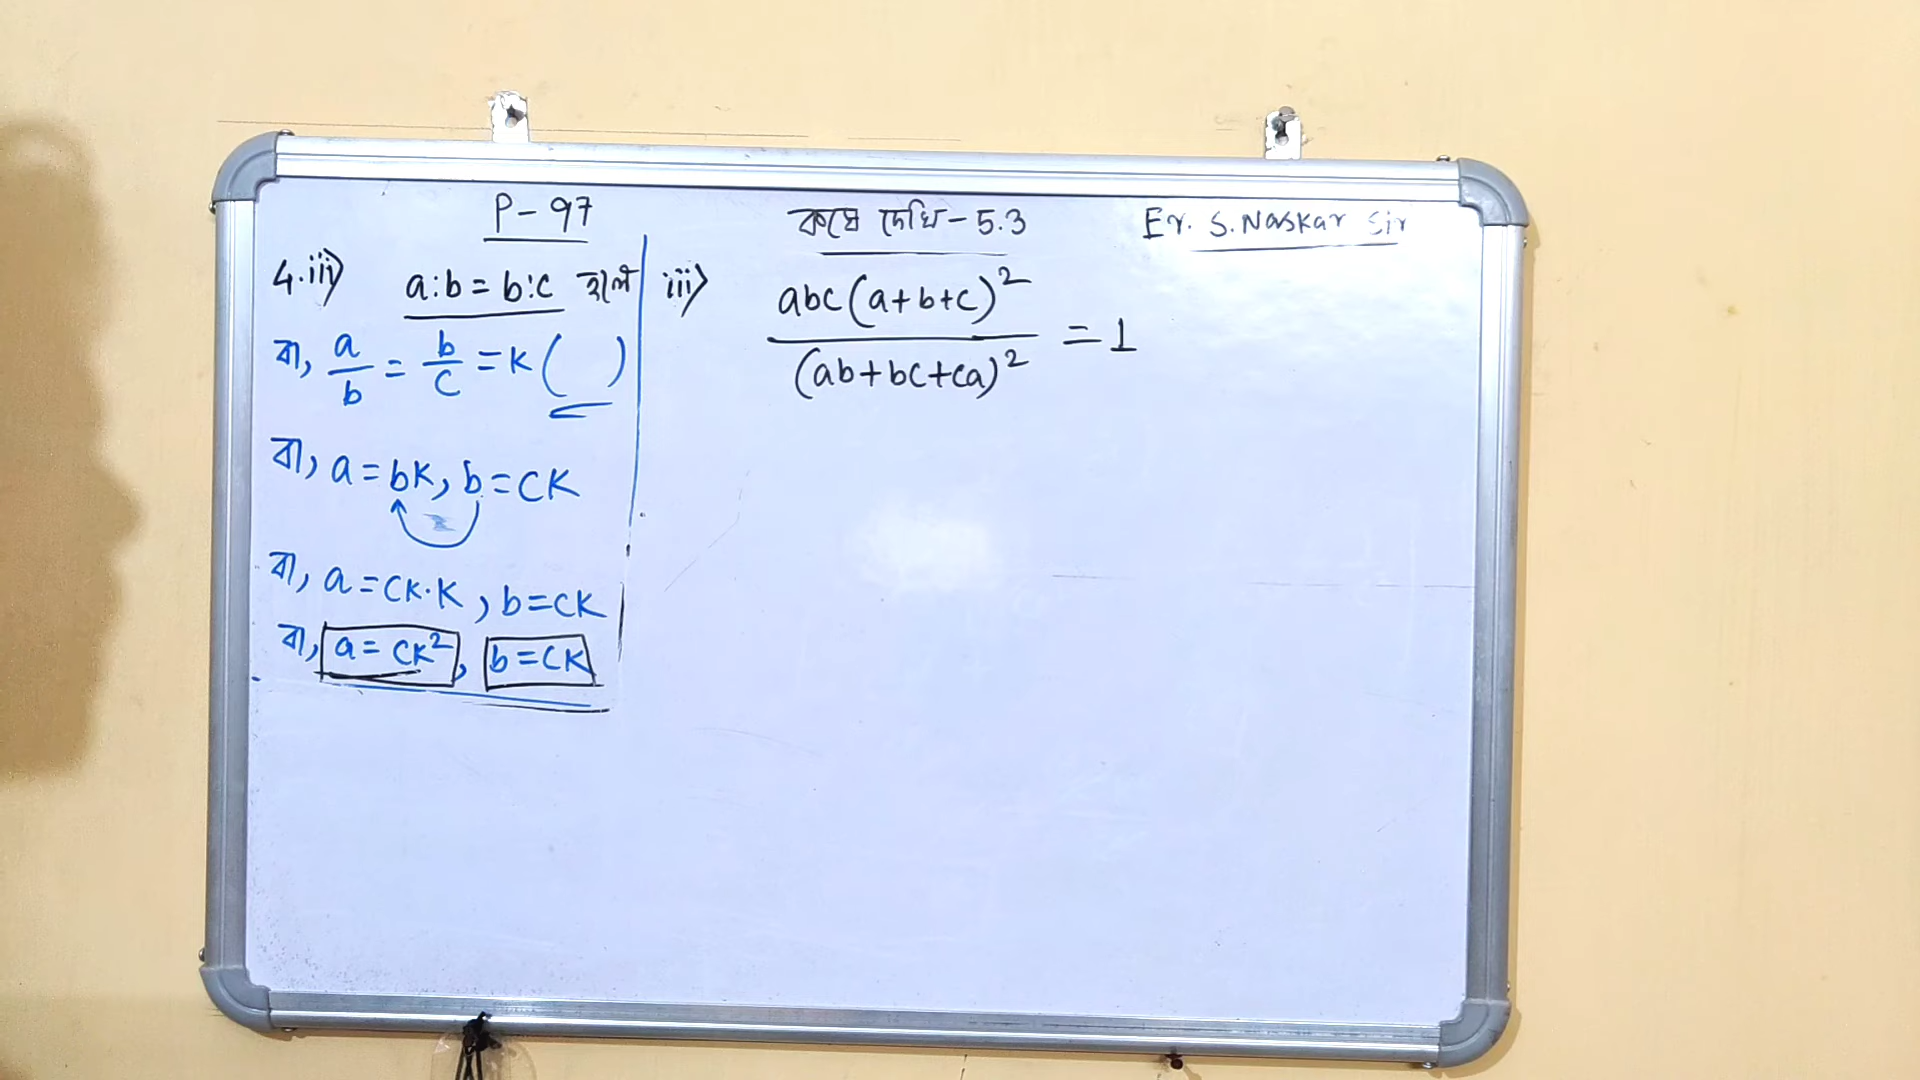 P-97
কষে দেখি-5.3
Er. S. Naskar Sir
4.iii) a:b = b:c হলে
বা, a/b = b/c = K ( )
বা, a = bK, b = CK
বা, a = CK·K, b = CK
বা, a = CK², b = CK
iii) abc(a+b+c)²/(ab+bc+ca)² = 1